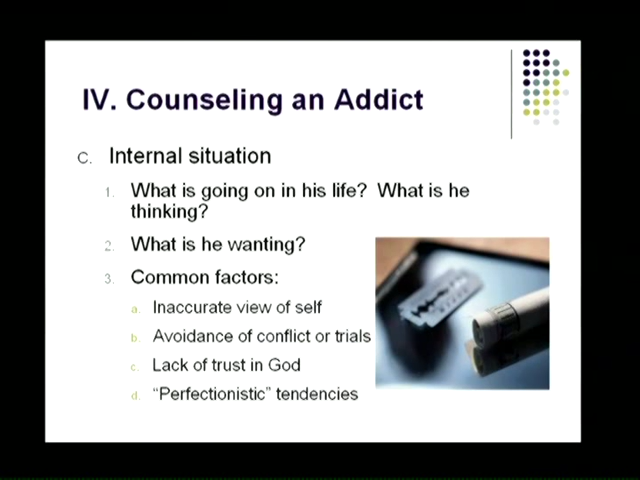 IV. Counseling an Addict
C. Internal situation
1. What is going on in his life? What is he
thinking?
2. What is he wanting?
3. Common factors:
a. Inaccurate view of self
b. Avoidance of conflict or trials
c. Lack of trust in God
d. “Perfectionistic” tendencies